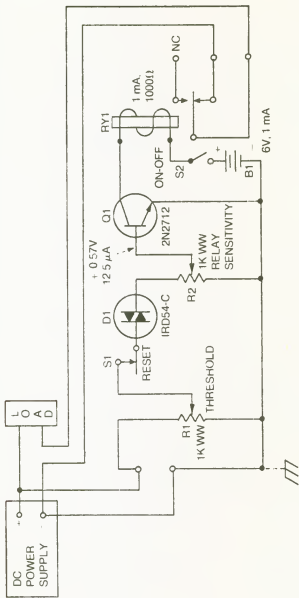 DC
POWER
SUPPLY
+
-
LOAD
R1
1K WW
THRESHOLD
S1
RESET
D1
IRD54-C
+ 0.57V
12 5 μA
Q1
2N2712
1K WW
RELAY
SENSITIVITY
R2
RY1
1 mA,
1000Ω
ON-OFF
S2
NC
+
-
B1
6V, 1 mA